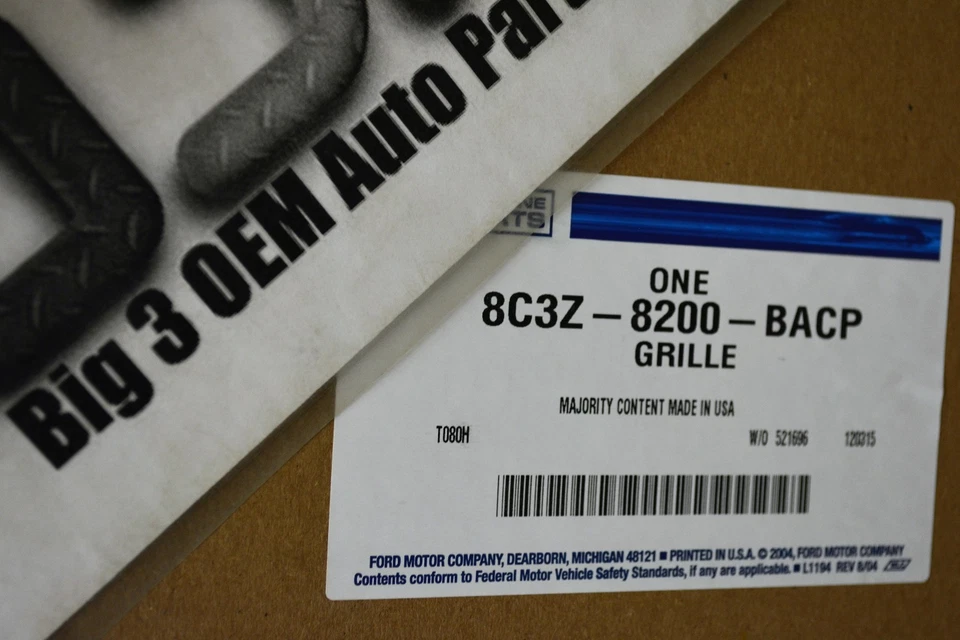 Big 3 OEM Auto Par
NE
RTS
ONE
8C3Z – 8200 – BACP
GRILLE
MAJORITY CONTENT MADE IN USA
T080H W/O 521696 120315
FORD MOTOR COMPANY, DEARBORN, MICHIGAN 48121 ■ PRINTED IN U.S.A. © 2004, FORD MOTOR COMPANY
Contents conform to Federal Motor Vehicle Safety Standards, if any are applicable. ■ L1194 REV 8/04